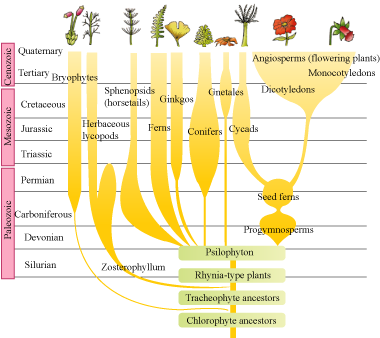 Cenozoic
Quaternary
Tertiary
Mesozoic
Cretaceous
Jurassic
Triassic
Paleozoic
Permian
Carboniferous
Devonian
Silurian
Bryophytes
Herbaceous
lycopods
Sphenopsids
(horsetails)
Ferns
Ginkgos
Conifers
Gnetales
Cycads
Angiosperms (flowering plants)
Monocotyledons
Dicotyledons
Seed ferns
Progymnosperms
Zosterophyllum
Psilophyton
Rhynia-type plants
Tracheophyte ancestors
Chlorophyte ancestors